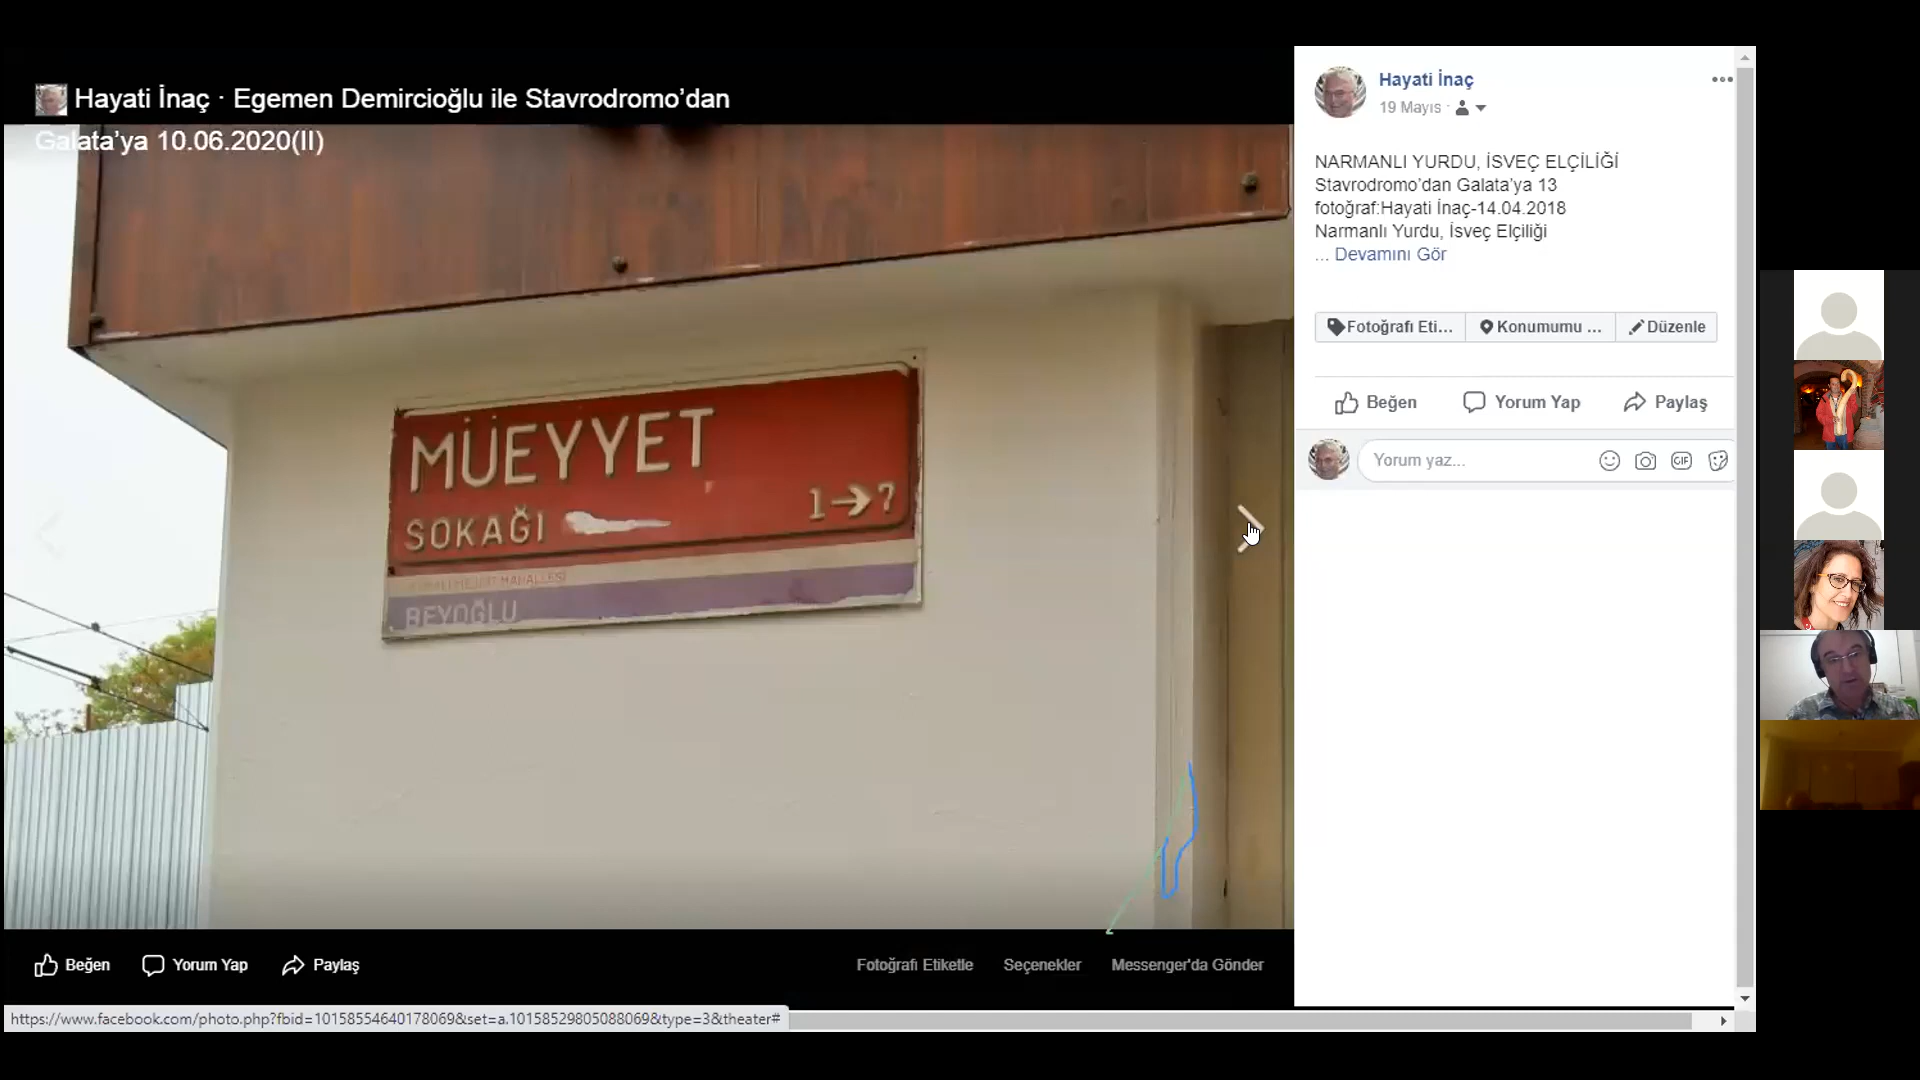 Hayati İnaç · Egemen Demircioğlu ile Stavrodromo'dan
Galata'ya 10.06.2020(II)
MÜEYYET
SOKAĞI
1→7
BEYOĞLU
Beğen
Yorum Yap
Paylaş
Fotoğrafı Etiketle
Seçenekler
Messenger'da Gönder
https://www.facebook.com/photo.php?fbid=10158554640178069&set=a.10158529805088069&type=3&theater#
Hayati İnaç
19 Mayıs ·
NARMANLI YURDU, İSVEÇ ELÇİLİĞİ
Stavrodromo'dan Galata'ya 13
fotoğraf:Hayati İnaç-14.04.2018
Narmanlı Yurdu, İsveç Elçiliği
... Devamını Gör
Fotoğrafı Eti...
Konumumu ...
Düzenle
Beğen
Yorum Yap
Paylaş
Yorum yaz...
GIF